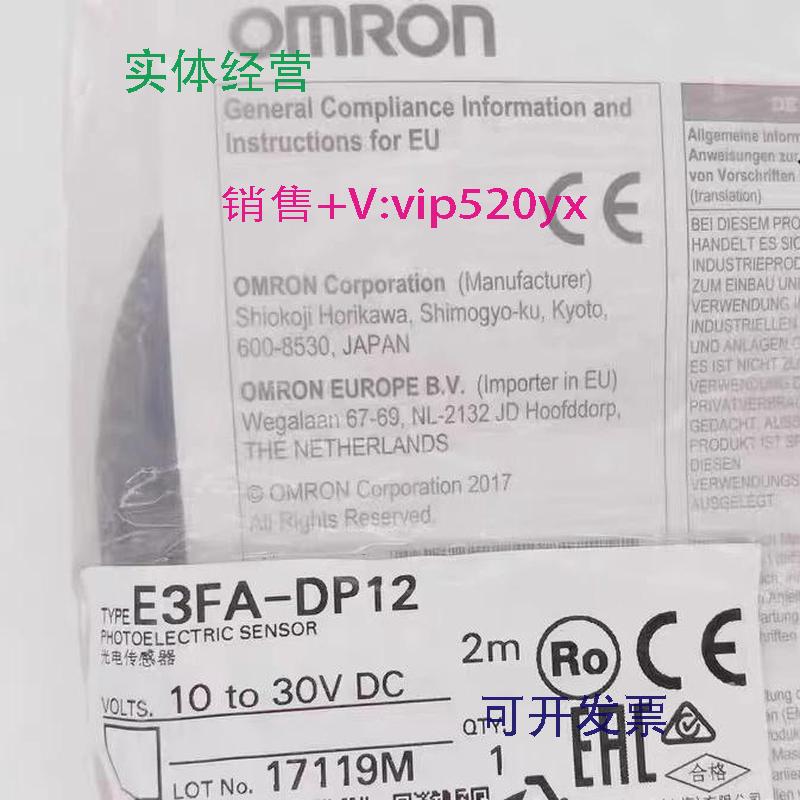 OMRON
实体经营
General Compliance Information and
Instructions for EU
CE
销售+V:vip520yx
OMRON Corporation (Manufacturer)
Shiokoji Horikawa, Shimogyo-ku, Kyoto,
600-8530, JAPAN
OMRON EUROPE B.V. (Importer in EU)
Wegalaan 67-69, NL-2132 JD Hoofddorp,
THE NETHERLANDS
© OMRON Corporation 2017
All Rights Reserved.
DE
Allgemeine Inform
Anweisungen zur
von Vorschriften
(translation)
BEI DIESEM PRO
HANDELT ES SIC
INDUSTRIEPROD
ZUM EINBAU UN
VERWENDUNG I
INDUSTRIELLEN
UND ANLAGEN
ES IST NICHT ZU
VERWENDUNG
PRIVATVERBRA
GEDACHT. AUSS
PRODUKT IST SP
DIESEN
VERWENDUNGS
AUSGELEGT.
TYPE E3FA-DP12
PHOTOELECTRIC SENSOR
光电传感器
2m
Ro
CE
VOLTS. 10 to 30V DC
可开发票
QTY.
1
EAC
LOT No. 17119M
合格